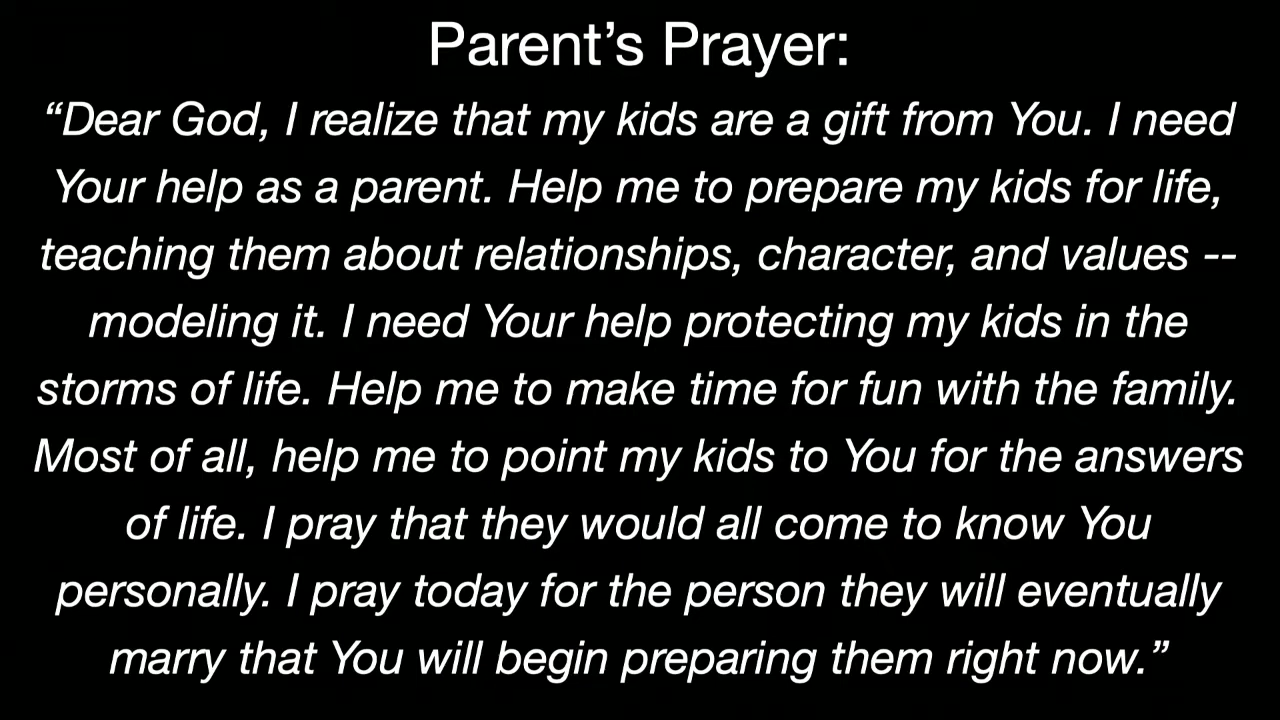 Parent’s Prayer:
“Dear God, I realize that my kids are a gift from You. I need
Your help as a parent. Help me to prepare my kids for life,
teaching them about relationships, character, and values --
modeling it. I need Your help protecting my kids in the
storms of life. Help me to make time for fun with the family.
Most of all, help me to point my kids to You for the answers
of life. I pray that they would all come to know You
personally. I pray today for the person they will eventually
marry that You will begin preparing them right now.”